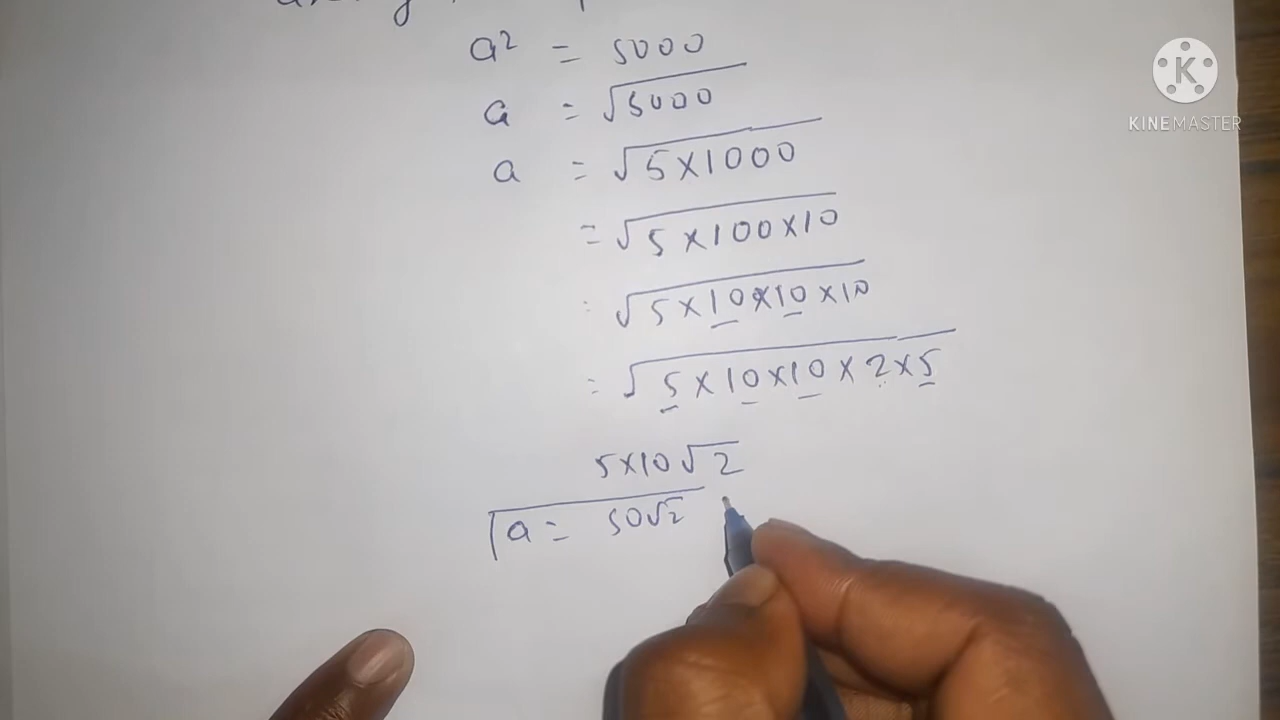 a² = 5000
a = √5000
a = √5×1000
= √5×100×10
= √5×10×10×10
= √5×10×10×2×5
5×10√2
a = 50√2
K
KINEMASTER